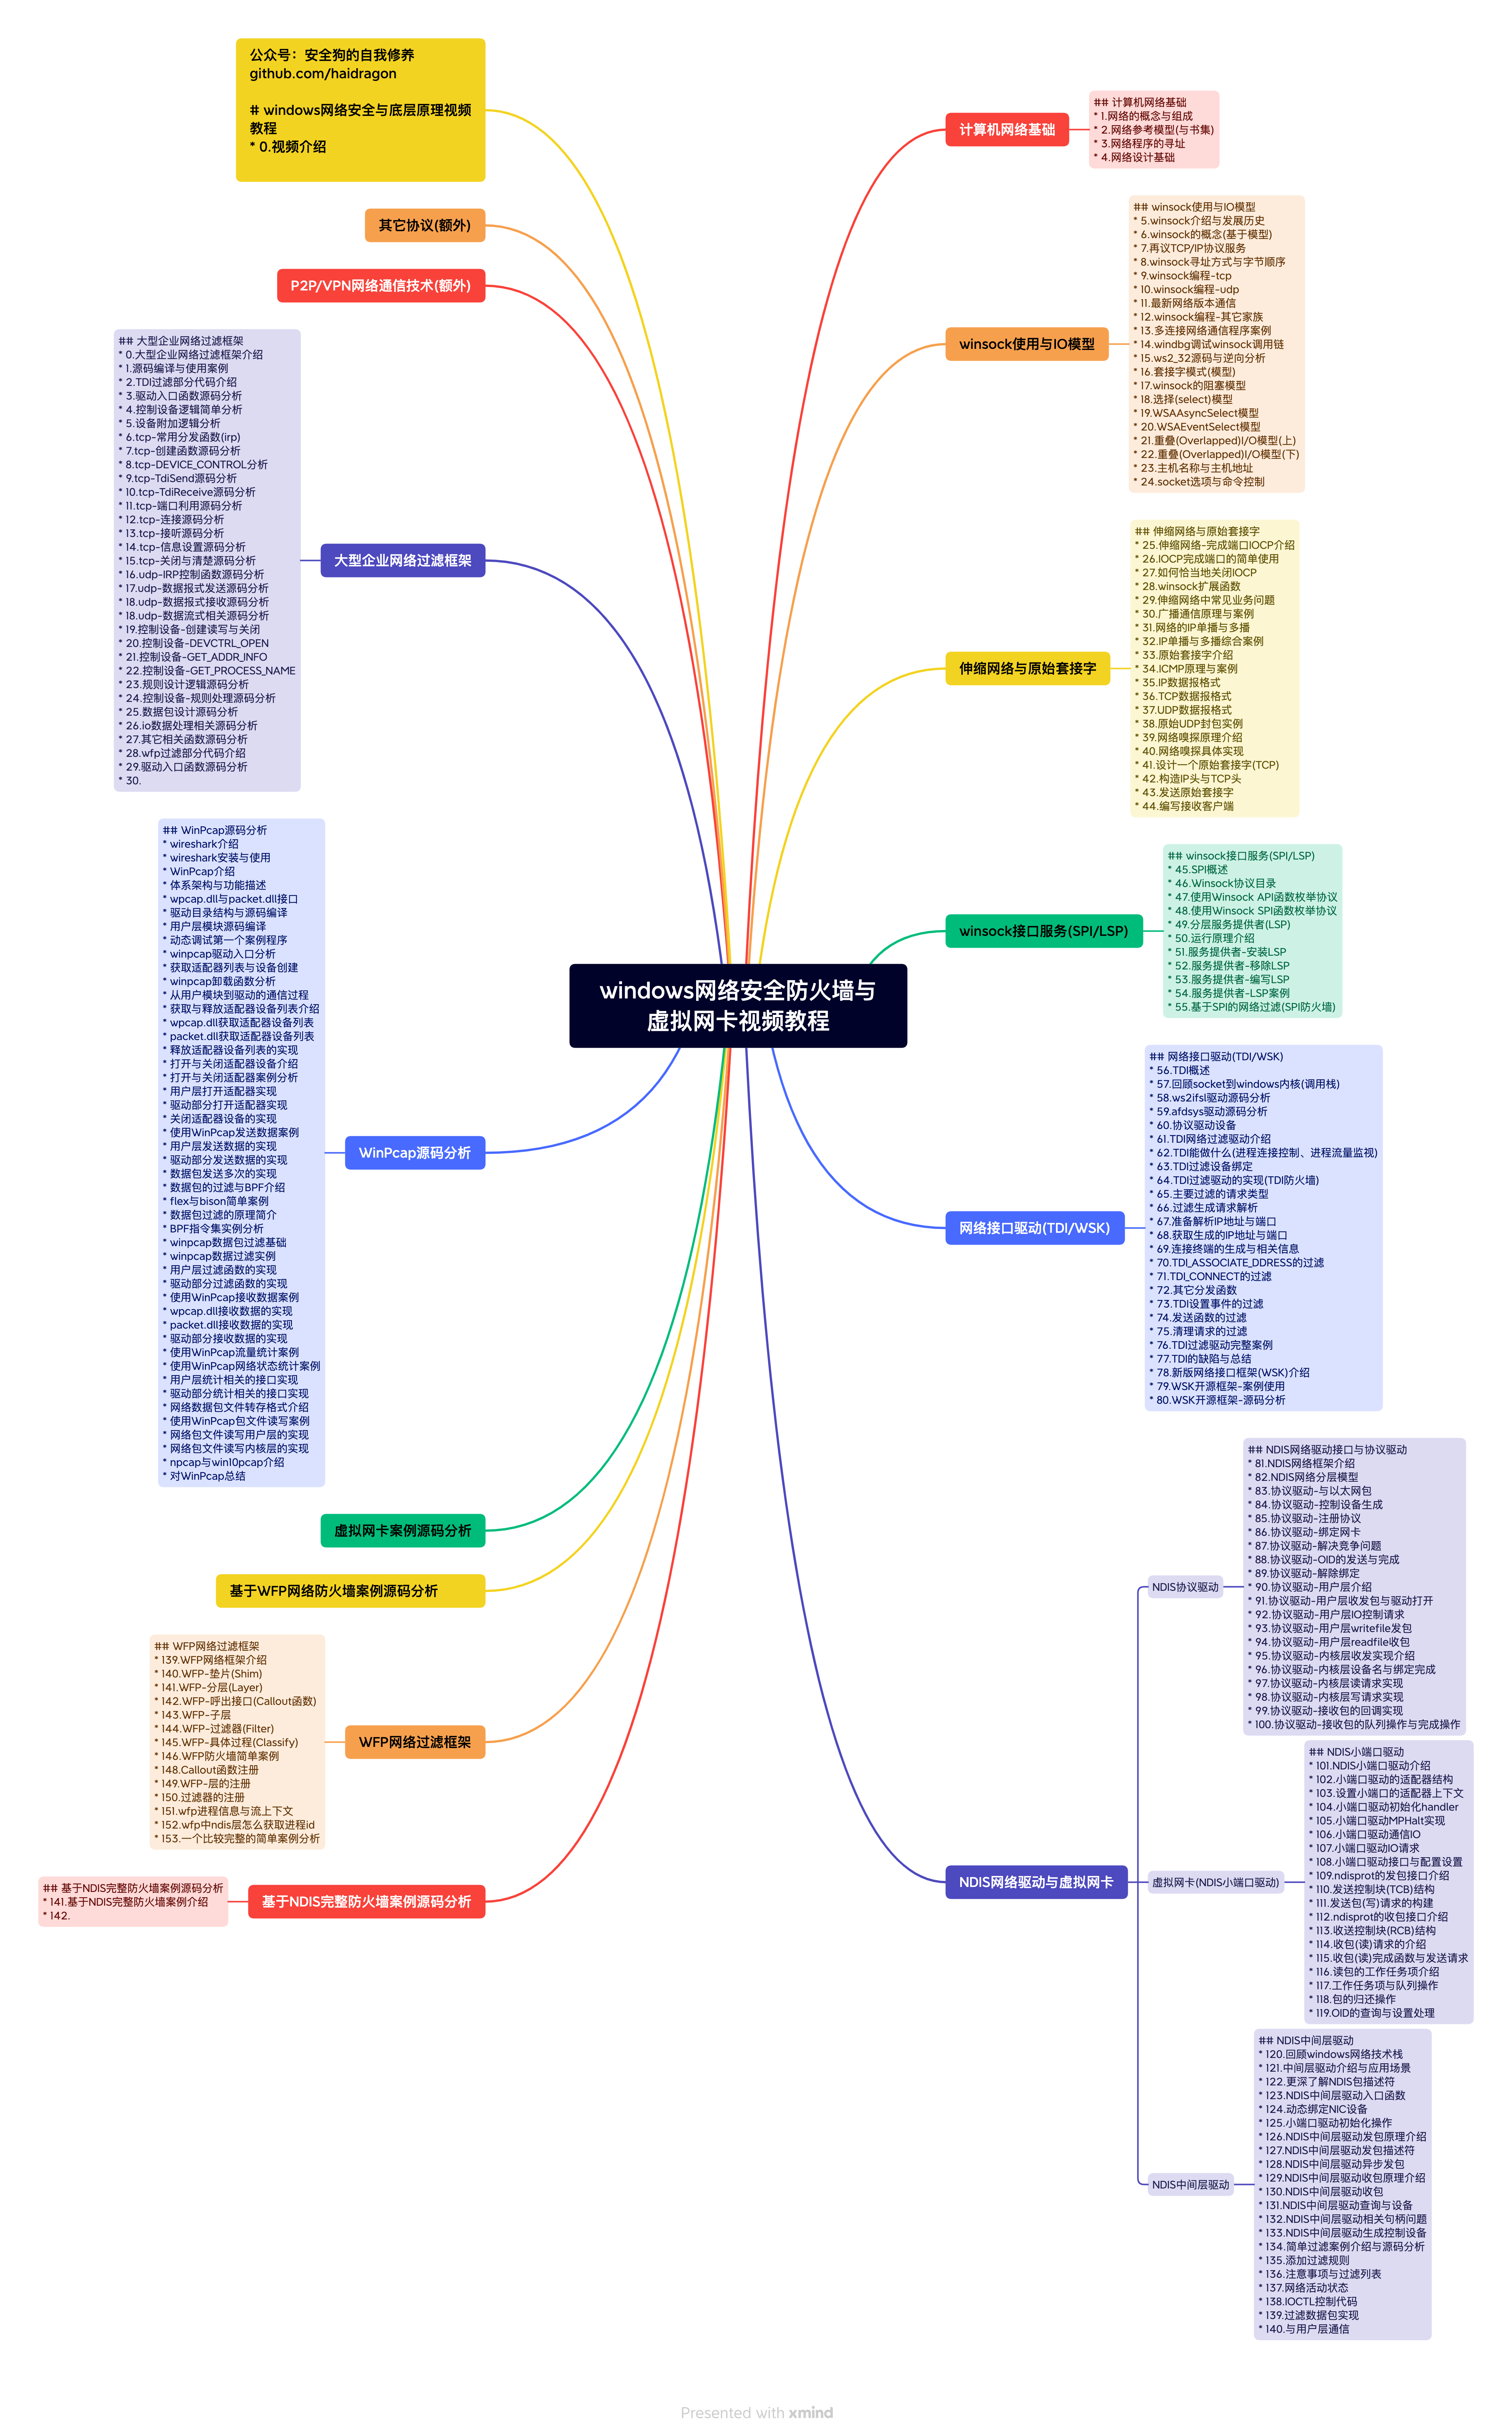 windows网络安全防火墙与
虚拟网卡视频教程
计算机网络基础
## 计算机网络基础
* 1.网络的概念与组成
* 2.网络参考模型(与书集)
* 3.网络程序的寻址
* 4.网络设计基础
winsock使用与IO模型
## winsock使用与IO模型
* 5.winsock介绍与发展历史
* 6.winsock的概念(基于模型)
* 7.再议TCP/IP协议服务
* 8.winsock寻址方式与字节顺序
* 9.winsock编程-tcp
* 10.winsock编程-udp
* 11.最新网络版本通信
* 12.winsock编程-其它家族
* 13.多连接网络通信程序案例
* 14.windbg调试winsock调用链
* 15.ws2_32源码与逆向分析
* 16.套接字模式(模型)
* 17.winsock的阻塞模型
* 18.选择(select)模型
* 19.WSAAsyncSelect模型
* 20.WSAEventSelect模型
* 21.重叠(Overlapped)I/O模型(上)
* 22.重叠(Overlapped)I/O模型(下)
* 23.主机名称与主机地址
* 24.socket选项与命令控制
伸缩网络与原始套接字
## 伸缩网络与原始套接字
* 25.伸缩网络-完成端口IOCP介绍
* 26.IOCP完成端口的简单使用
* 27.如何恰当地关闭IOCP
* 28.winsock扩展函数
* 29.伸缩网络中常见业务问题
* 30.广播通信原理与案例
* 31.网络的IP单播与多播
* 32.IP单播与多播综合案例
* 33.原始套接字介绍
* 34.ICMP原理与案例
* 35.IP数据报格式
* 36.TCP数据报格式
* 37.UDP数据报格式
* 38.原始UDP封包实例
* 39.网络嗅探原理介绍
* 40.网络嗅探具体实现
* 41.设计一个原始套接字(TCP)
* 42.构造IP头与TCP头
* 43.发送原始套接字
* 44.编写接收客户端
winsock接口服务(SPI/LSP)
## winsock接口服务(SPI/LSP)
* 45.SPI概述
* 46.Winsock协议目录
* 47.使用Winsock API函数枚举协议
* 48.使用Winsock SPI函数枚举协议
* 49.分层服务提供者(LSP)
* 50.运行原理介绍
* 51.服务提供者-安装LSP
* 52.服务提供者-移除LSP
* 53.服务提供者-编写LSP
* 54.服务提供者-LSP案例
* 55.基于SPI的网络过滤(SPI防火墙)
网络接口驱动(TDI/WSK)
## 网络接口驱动(TDI/WSK)
* 56.TDI概述
* 57.回顾socket到windows内核(调用栈)
* 58.ws2ifsl驱动源码分析
* 59.afdsys驱动源码分析
* 60.协议驱动设备
* 61.TDI网络过滤驱动介绍
* 62.TDI能做什么(进程连接控制、进程流量监视)
* 63.TDI过滤设备绑定
* 64.TDI过滤驱动的实现(TDI防火墙)
* 65.主要过滤的请求类型
* 66.过滤生成请求解析
* 67.准备解析IP地址与端口
* 68.获取生成的IP地址与端口
* 69.连接终端的生成与相关信息
* 70.TDI_ASSOCIATE_DDRESS的过滤
* 71.TDI_CONNECT的过滤
* 72.其它分发函数
* 73.TDI设置事件的过滤
* 74.发送函数的过滤
* 75.清理请求的过滤
* 76.TDI过滤驱动完整案例
* 77.TDI的缺陷与总结
* 78.新版网络接口框架(WSK)介绍
* 79.WSK开源框架-案例使用
* 80.WSK开源框架-源码分析
NDIS网络驱动与虚拟网卡
NDIS协议驱动
## NDIS网络驱动接口与协议驱动
* 81.NDIS网络框架介绍
* 82.NDIS网络分层模型
* 83.协议驱动-与以太网包
* 84.协议驱动-控制设备生成
* 85.协议驱动-注册协议
* 86.协议驱动-绑定网卡
* 87.协议驱动-解决竞争问题
* 88.协议驱动-OID的发送与完成
* 89.协议驱动-解除绑定
* 90.协议驱动-用户层介绍
* 91.协议驱动-用户层收发包与驱动打开
* 92.协议驱动-用户层IO控制请求
* 93.协议驱动-用户层writefile发包
* 94.协议驱动-用户层readfile收包
* 95.协议驱动-内核层收发实现介绍
* 96.协议驱动-内核层设备名与绑定完成
* 97.协议驱动-内核层读请求实现
* 98.协议驱动-内核层写请求实现
* 99.协议驱动-接收包的回调实现
* 100.协议驱动-接收包的队列操作与完成操作
虚拟网卡(NDIS小端口驱动)
## NDIS小端口驱动
* 101.NDIS小端口驱动介绍
* 102.小端口驱动的适配器结构
* 103.设置小端口的适配器上下文
* 104.小端口驱动初始化handler
* 105.小端口驱动MPHalt实现
* 106.小端口驱动通信IO
* 107.小端口驱动IO请求
* 108.小端口驱动接口与配置设置
* 109.ndisprot的发包接口介绍
* 110.发送控制块(TCB)结构
* 111.发送包(写)请求的构建
* 112.ndisprot的收包接口介绍
* 113.收送控制块(RCB)结构
* 114.收包(读)请求的介绍
* 115.收包(读)完成函数与发送请求
* 116.读包的工作任务项介绍
* 117.工作任务项与队列操作
* 118.包的归还操作
* 119.OID的查询与设置处理
NDIS中间层驱动
## NDIS中间层驱动
* 120.回顾windows网络技术栈
* 121.中间层驱动介绍与应用场景
* 122.更深了解NDIS包描述符
* 123.NDIS中间层驱动入口函数
* 124.动态绑定NIC设备
* 125.小端口驱动初始化操作
* 126.NDIS中间层驱动发包原理介绍
* 127.NDIS中间层驱动发包描述符
* 128.NDIS中间层驱动异步发包
* 129.NDIS中间层驱动收包原理介绍
* 130.NDIS中间层驱动收包
* 131.NDIS中间层驱动查询与设备
* 132.NDIS中间层驱动相关句柄问题
* 133.NDIS中间层驱动生成控制设备
* 134.简单过滤案例介绍与源码分析
* 135.添加过滤规则
* 136.注意事项与过滤列表
* 137.网络活动状态
* 138.IOCTL控制代码
* 139.过滤数据包实现
* 140.与用户层通信
公众号：安全狗的自我修养
github.com/haidragon
# windows网络安全与底层原理视频
教程
* 0.视频介绍
其它协议(额外)
P2P/VPN网络通信技术(额外)
大型企业网络过滤框架
## 大型企业网络过滤框架
* 0.大型企业网络过滤框架介绍
* 1.源码编译与使用案例
* 2.TDI过滤部分代码介绍
* 3.驱动入口函数源码分析
* 4.控制设备逻辑简单分析
* 5.设备附加逻辑分析
* 6.tcp-常用分发函数(irp)
* 7.tcp-创建函数源码分析
* 8.tcp-DEVICE_CONTROL分析
* 9.tcp-TdiSend源码分析
* 10.tcp-TdiReceive源码分析
* 11.tcp-端口利用源码分析
* 12.tcp-连接源码分析
* 13.tcp-接听源码分析
* 14.tcp-信息设置源码分析
* 15.tcp-关闭与清楚源码分析
* 16.udp-IRP控制函数源码分析
* 17.udp-数据报式发送源码分析
* 18.udp-数据报式接收源码分析
* 18.udp-数据流式相关源码分析
* 19.控制设备-创建读写与关闭
* 20.控制设备-DEVCTRL_OPEN
* 21.控制设备-GET_ADDR_INFO
* 22.控制设备-GET_PROCESS_NAME
* 23.规则设计逻辑源码分析
* 24.控制设备-规则处理源码分析
* 25.数据包设计源码分析
* 26.io数据处理相关源码分析
* 27.其它相关函数源码分析
* 28.wfp过滤部分代码介绍
* 29.驱动入口函数源码分析
* 30.
WinPcap源码分析
## WinPcap源码分析
* wireshark介绍
* wireshark安装与使用
* WinPcap介绍
* 体系架构与功能描述
* wpcap.dll与packet.dll接口
* 驱动目录结构与源码编译
* 用户层模块源码编译
* 动态调试第一个案例程序
* winpcap驱动入口分析
* 获取适配器列表与设备创建
* winpcap卸载函数分析
* 从用户模块到驱动的通信过程
* 获取与释放适配器设备列表介绍
* wpcap.dll获取适配器设备列表
* packet.dll获取适配器设备列表
* 释放适配器设备列表的实现
* 打开与关闭适配器设备介绍
* 打开与关闭适配器案例分析
* 用户层打开适配器实现
* 驱动部分打开适配器实现
* 关闭适配器设备的实现
* 使用WinPcap发送数据案例
* 用户层发送数据的实现
* 驱动部分发送数据的实现
* 数据包发送多次的实现
* 数据包的过滤与BPF介绍
* flex与bison简单案例
* 数据包过滤的原理简介
* BPF指令集实例分析
* winpcap数据包过滤基础
* winpcap数据过滤实例
* 用户层过滤函数的实现
* 驱动部分过滤函数的实现
* 使用WinPcap接收数据案例
* wpcap.dll接收数据的实现
* packet.dll接收数据的实现
* 驱动部分接收数据的实现
* 使用WinPcap流量统计案例
* 使用WinPcap网络状态统计案例
* 用户层统计相关的接口实现
* 驱动部分统计相关的接口实现
* 网络数据包文件转存格式介绍
* 使用WinPcap包文件读写案例
* 网络包文件读写用户层的实现
* 网络包文件读写内核层的实现
* npcap与win10pcap介绍
* 对WinPcap总结
虚拟网卡案例源码分析
基于WFP网络防火墙案例源码分析
WFP网络过滤框架
## WFP网络过滤框架
* 139.WFP网络框架介绍
* 140.WFP-垫片(Shim)
* 141.WFP-分层(Layer)
* 142.WFP-呼出接口(Callout函数)
* 143.WFP-子层
* 144.WFP-过滤器(Filter)
* 145.WFP-具体过程(Classify)
* 146.WFP防火墙简单案例
* 148.Callout函数注册
* 149.WFP-层的注册
* 150.过滤器的注册
* 151.wfp进程信息与流上下文
* 152.wfp中ndis层怎么获取进程id
* 153.一个比较完整的简单案例分析
基于NDIS完整防火墙案例源码分析
## 基于NDIS完整防火墙案例源码分析
* 141.基于NDIS完整防火墙案例介绍
* 142.
Presented with xmind